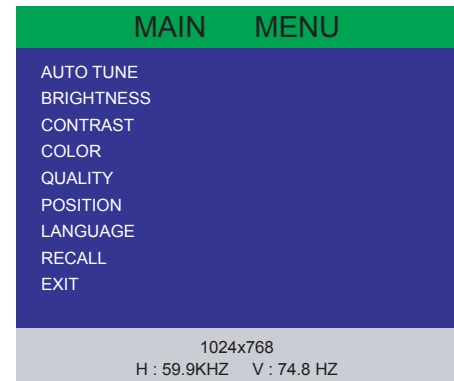 MAIN MENU
AUTO TUNE
BRIGHTNESS
CONTRAST
COLOR
QUALITY
POSITION
LANGUAGE
RECALL
EXIT
1024x768
H : 59.9KHZ V : 74.8 HZ